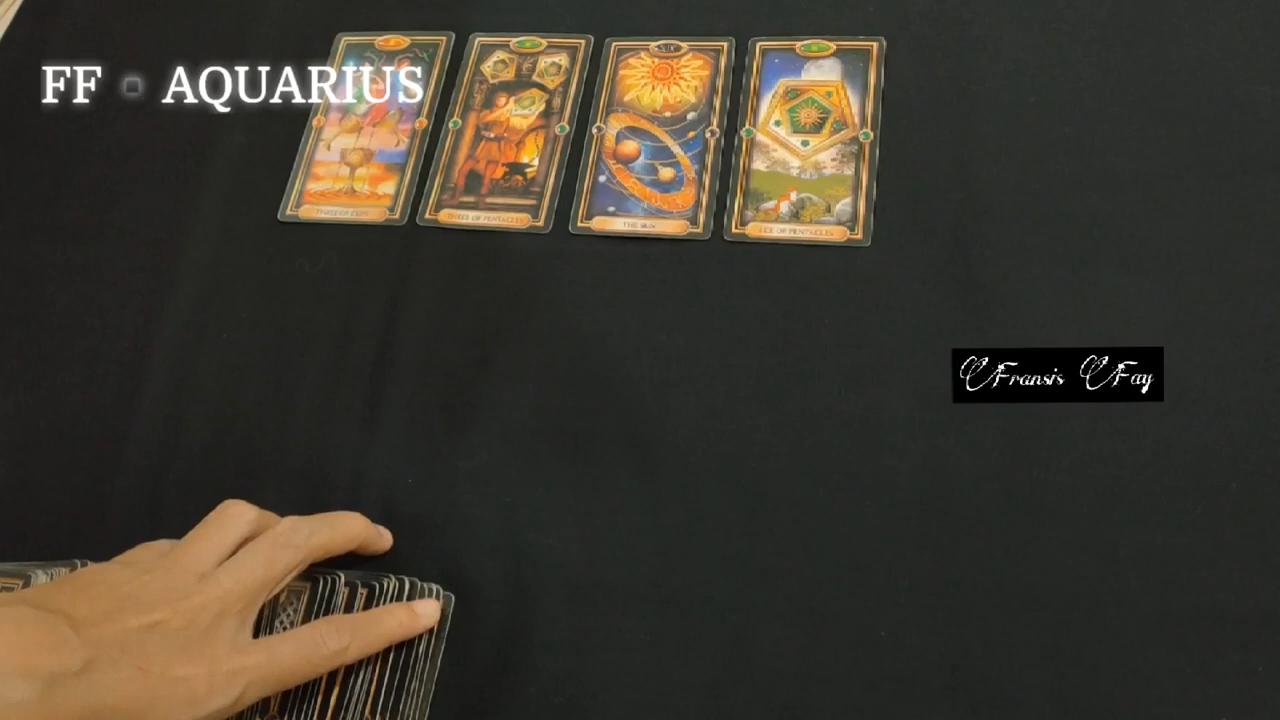 FF ▫ AQUARIUS
THREE OF CUPS
THREE OF PENTACLES
THE SUN
ACE OF PENTACLES
Fransis Fay